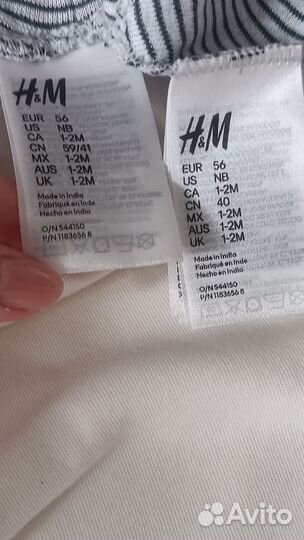 H&M
EUR 56
US NB
CA 1-2M
CN 59/41
MX 1-2M
AUS 1-2M
UK 1-2M
Made in India
Fabriqué en Inde
Hecho en India
O/N 544150
P/N 1183656 8
H&M
EUR 56
US NB
CA 1-2M
CN 40
MX 1-2M
AUS 1-2M
UK 1-2M
Made in India
Fabriqué en Inde
Hecho en India
O/N 544150
P/N 1183656 8
Avito